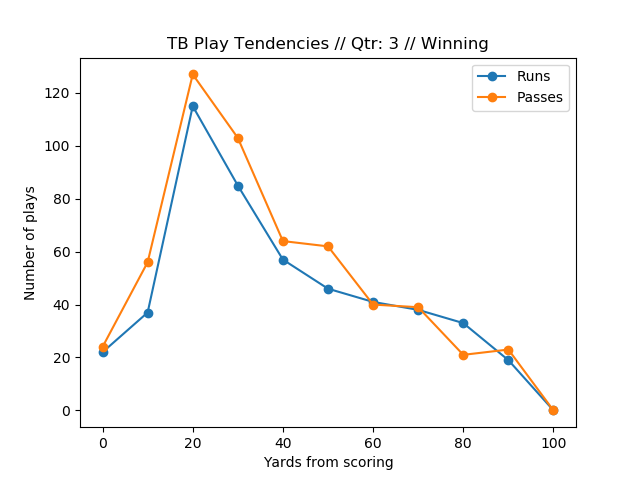 TB Play Tendencies // Qtr: 3 // Winning
Runs
Passes
Number of plays
120
100
80
60
40
20
0
0 20 40 60 80 100
Yards from scoring